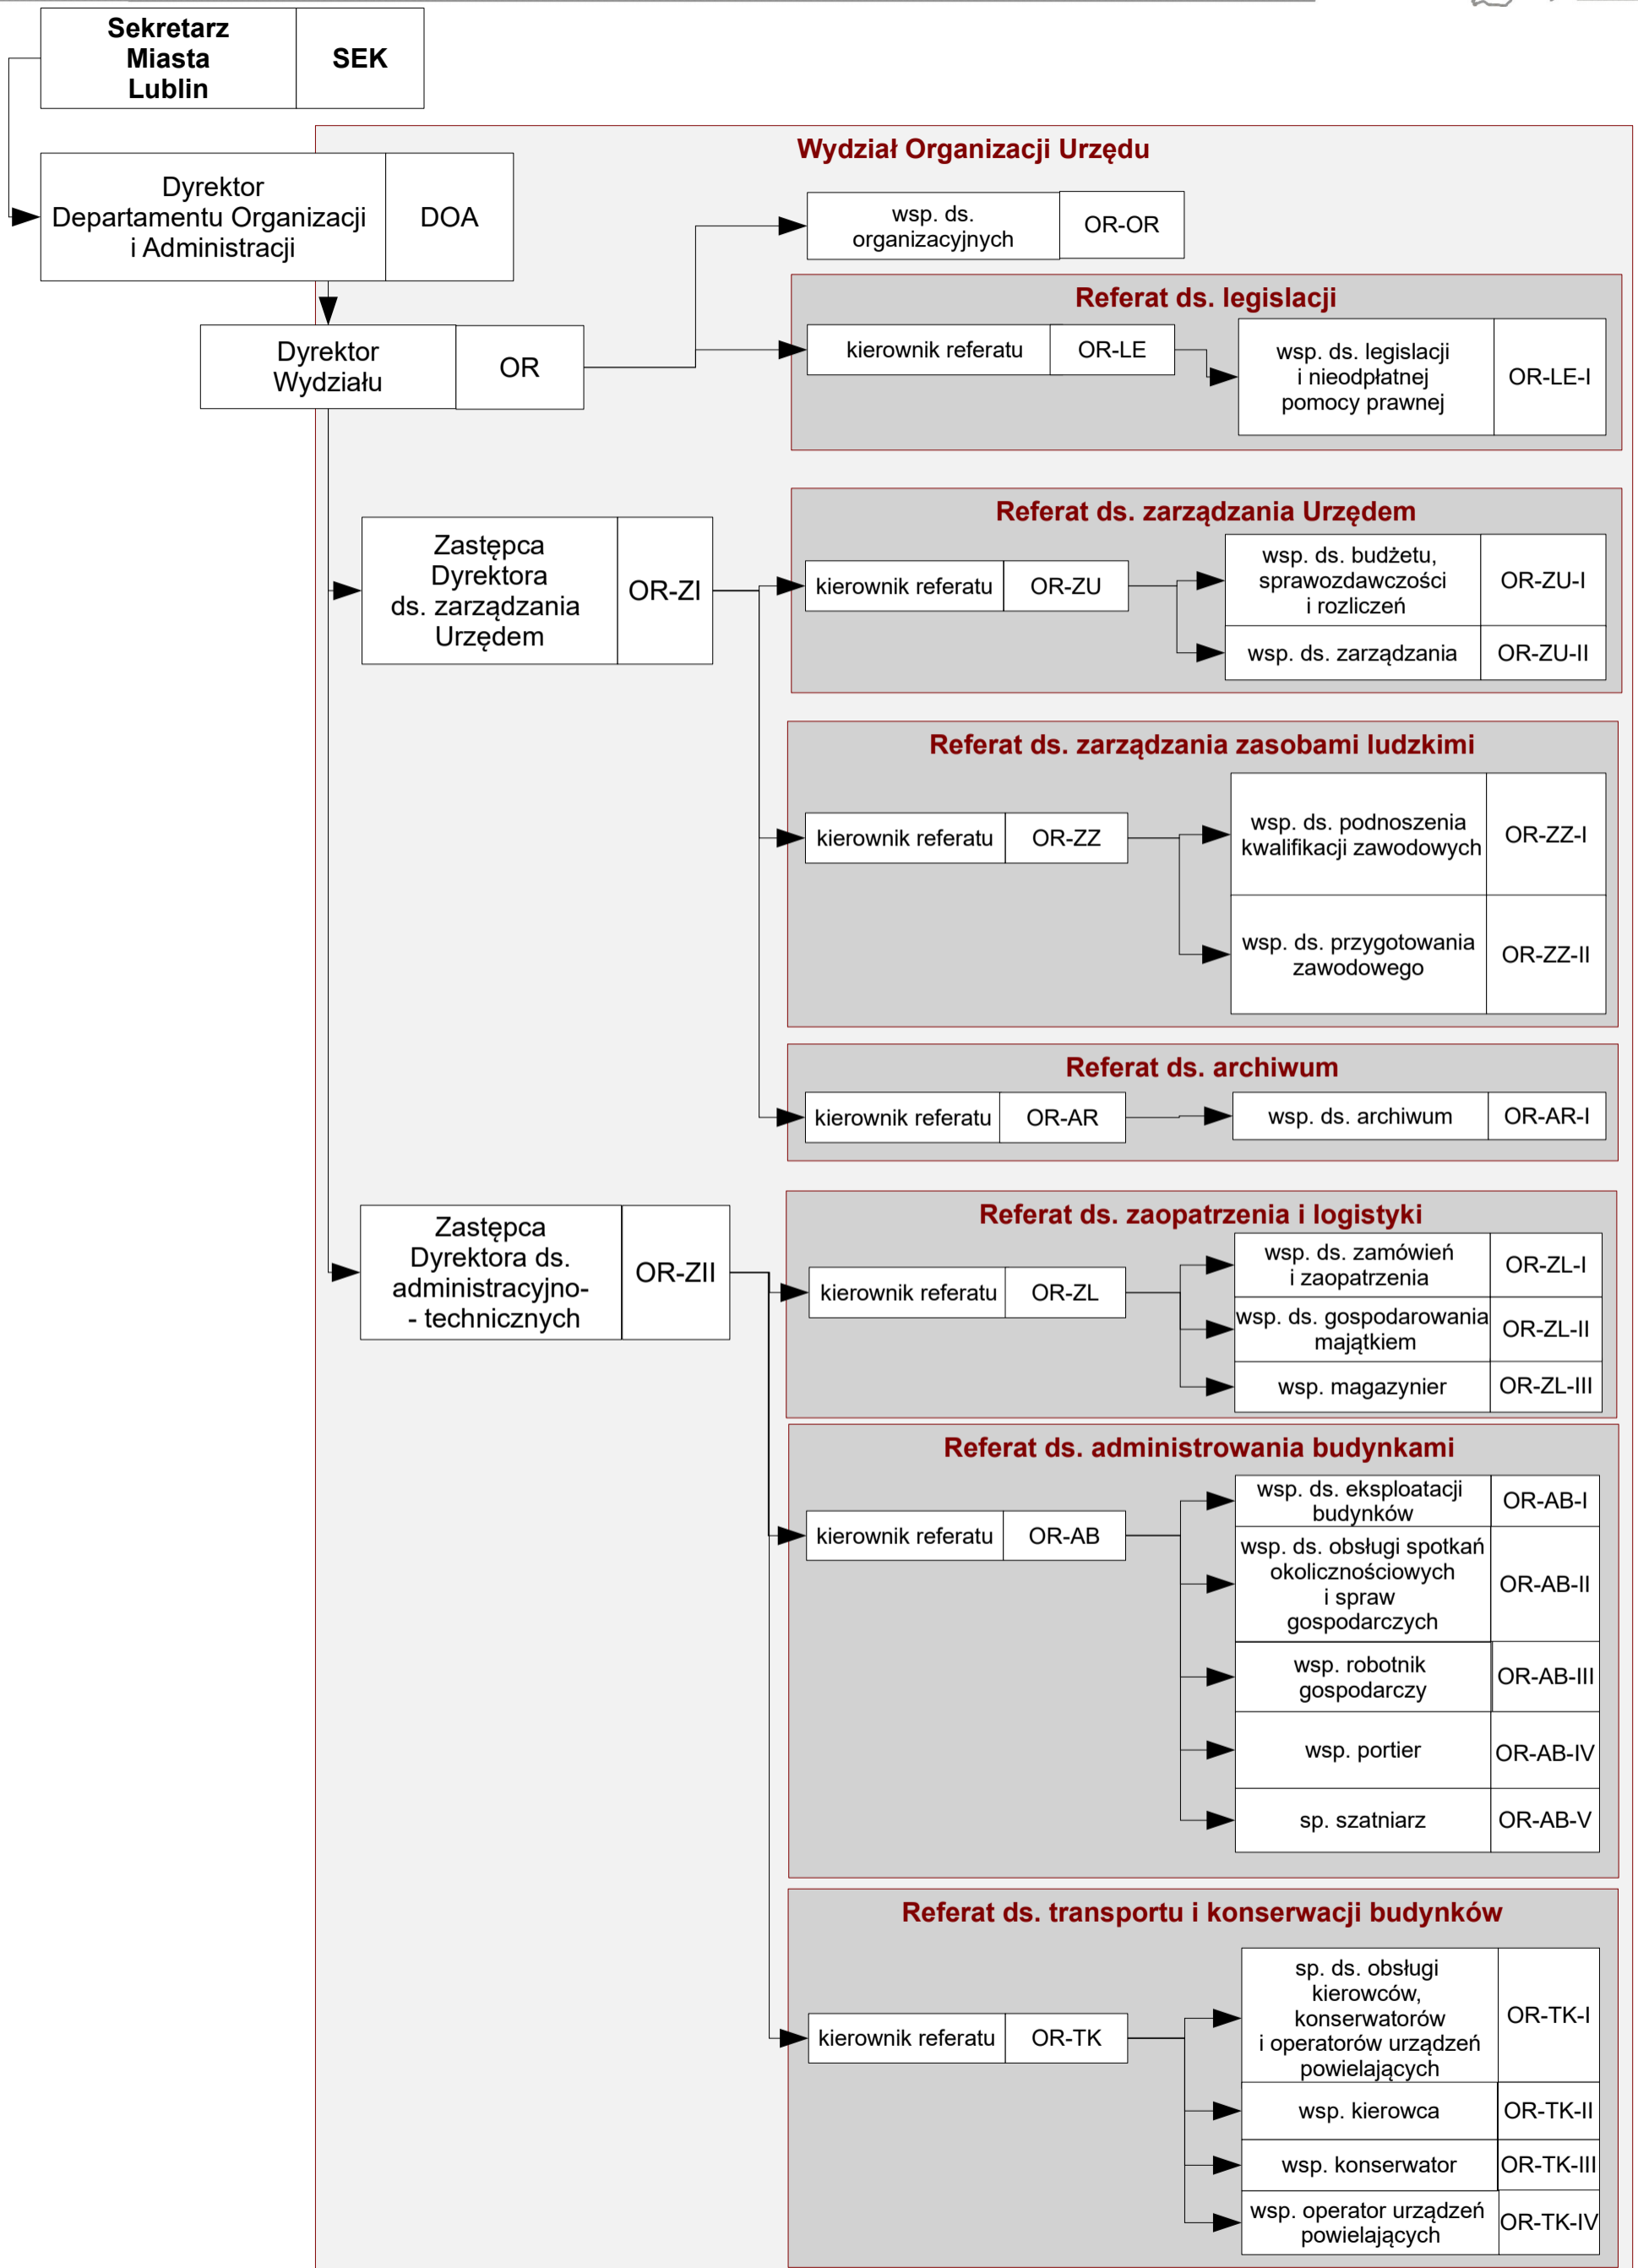 Sekretarz
Miasta
Lublin
SEK
Wydział Organizacji Urzędu
Dyrektor
Departamentu Organizacji
i Administracji
DOA
wsp. ds.
organizacyjnych
OR-OR
Dyrektor
Wydziału
OR
Referat ds. legislacji
kierownik referatu
OR-LE
wsp. ds. legislacji
i nieodpłatnej
pomocy prawnej
OR-LE-I
Zastępca
Dyrektora
ds. zarządzania
Urzędem
OR-ZI
Referat ds. zarządzania Urzędem
kierownik referatu
OR-ZU
wsp. ds. budżetu,
sprawozdawczości
i rozliczeń
OR-ZU-I
wsp. ds. zarządzania
OR-ZU-II
Referat ds. zarządzania zasobami ludzkimi
kierownik referatu
OR-ZZ
wsp. ds. podnoszenia
kwalifikacji zawodowych
OR-ZZ-I
wsp. ds. przygotowania
zawodowego
OR-ZZ-II
Referat ds. archiwum
kierownik referatu
OR-AR
wsp. ds. archiwum
OR-AR-I
Zastępca
Dyrektora ds.
administracyjno-
- technicznych
OR-ZII
Referat ds. zaopatrzenia i logistyki
kierownik referatu
OR-ZL
wsp. ds. zamówień
i zaopatrzenia
OR-ZL-I
wsp. ds. gospodarowania
majątkiem
OR-ZL-II
wsp. magazynier
OR-ZL-III
Referat ds. administrowania budynkami
kierownik referatu
OR-AB
wsp. ds. eksploatacji
budynków
OR-AB-I
wsp. ds. obsługi spotkań
okolicznościowych
i spraw
gospodarczych
OR-AB-II
wsp. robotnik
gospodarczy
OR-AB-III
wsp. portier
OR-AB-IV
sp. szatniarz
OR-AB-V
Referat ds. transportu i konserwacji budynków
kierownik referatu
OR-TK
sp. ds. obsługi
kierowców,
konserwatorów
i operatorów urządzeń
powielających
OR-TK-I
wsp. kierowca
OR-TK-II
wsp. konserwator
OR-TK-III
wsp. operator urządzeń
powielających
OR-TK-IV